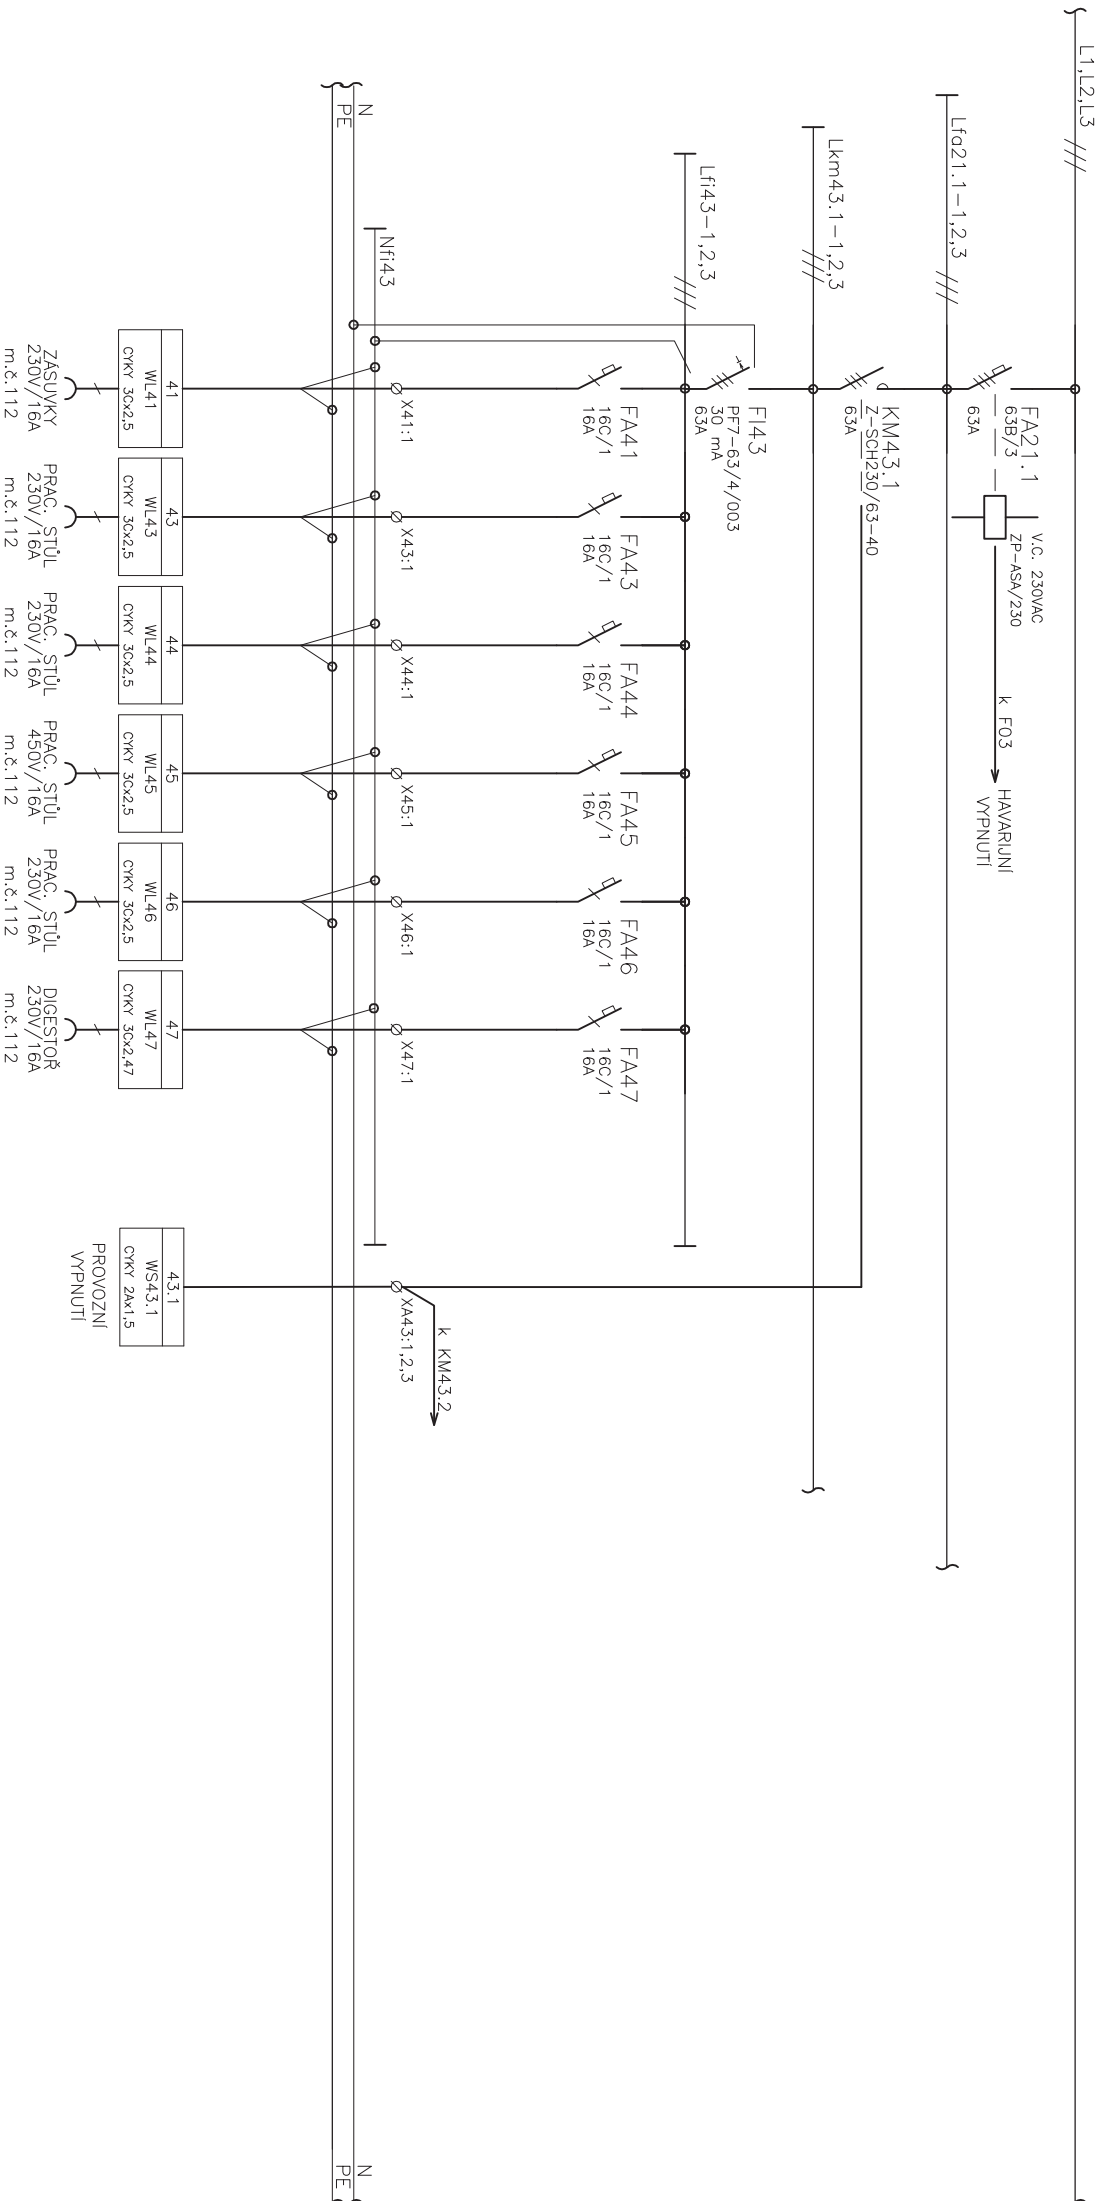 L1,L2,L3
FA21.1
63B/3
63A
V.C. 230VAC
ZP-ASA/230
k F03
HAVARIJNÍ
VYPNUTÍ
Lfa21.1-1,2,3
KM43.1
Z-SCH230/63-40
63A
Lkm43.1-1,2,3
FI43
PF7-63/4/003
30 mA
63A
Lfi43-1,2,3
FA41
16C/1
16A
FA43
16C/1
16A
FA44
16C/1
16A
FA45
16C/1
16A
FA46
16C/1
16A
FA47
16C/1
16A
k KM43.2
X41:1
X43:1
X44:1
X45:1
X46:1
X47:1
XA43:1,2,3
Nfi43
N
PE
N
PE
41
WL41
CYKY 3Cx2,5
43
WL43
CYKY 3Cx2,5
44
WL44
CYKY 3Cx2,5
45
WL45
CYKY 3Cx2,5
46
WL46
CYKY 3Cx2,5
47
WL47
CYKY 3Cx2,47
43.1
WS43.1
CYKY 2Ax1,5
ZÁSUVKY
230V/16A
m.č.112
PRAC. STŮL
230V/16A
m.č.112
PRAC. STŮL
230V/16A
m.č.112
PRAC. STŮL
450V/16A
m.č.112
PRAC. STŮL
230V/16A
m.č.112
DIGESTOŘ
230V/16A
m.č.112
PROVOZNÍ
VYPNUTÍ